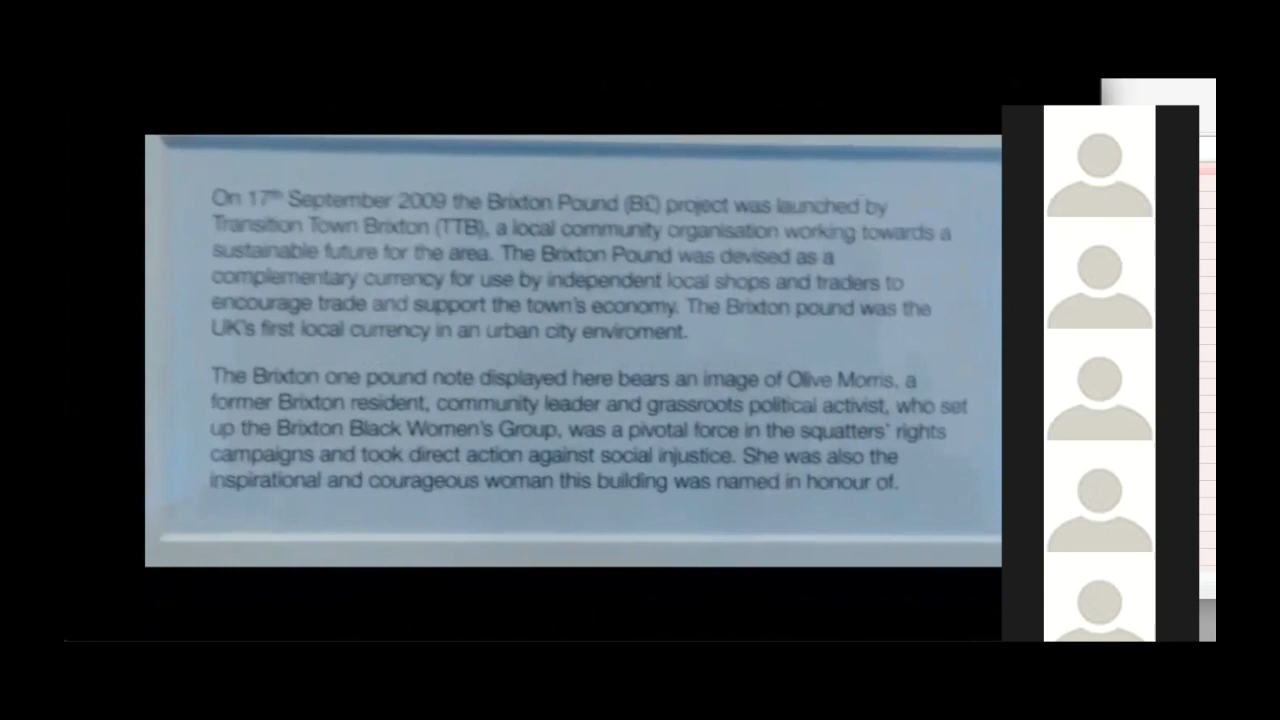 On 17th September 2009 the Brixton Pound (B£) project was launched by
Transition Town Brixton (TTB), a local community organisation working towards a
sustainable future for the area. The Brixton Pound was devised as a
complementary currency for use by independent local shops and traders to
encourage trade and support the town's economy. The Brixton pound was the
UK's first local currency in an urban city enviroment.
The Brixton one pound note displayed here bears an image of Olive Morris, a
former Brixton resident, community leader and grassroots political activist, who set
up the Brixton Black Women's Group, was a pivotal force in the squatters' rights
campaigns and took direct action against social injustice. She was also the
inspirational and courageous woman this building was named in honour of.